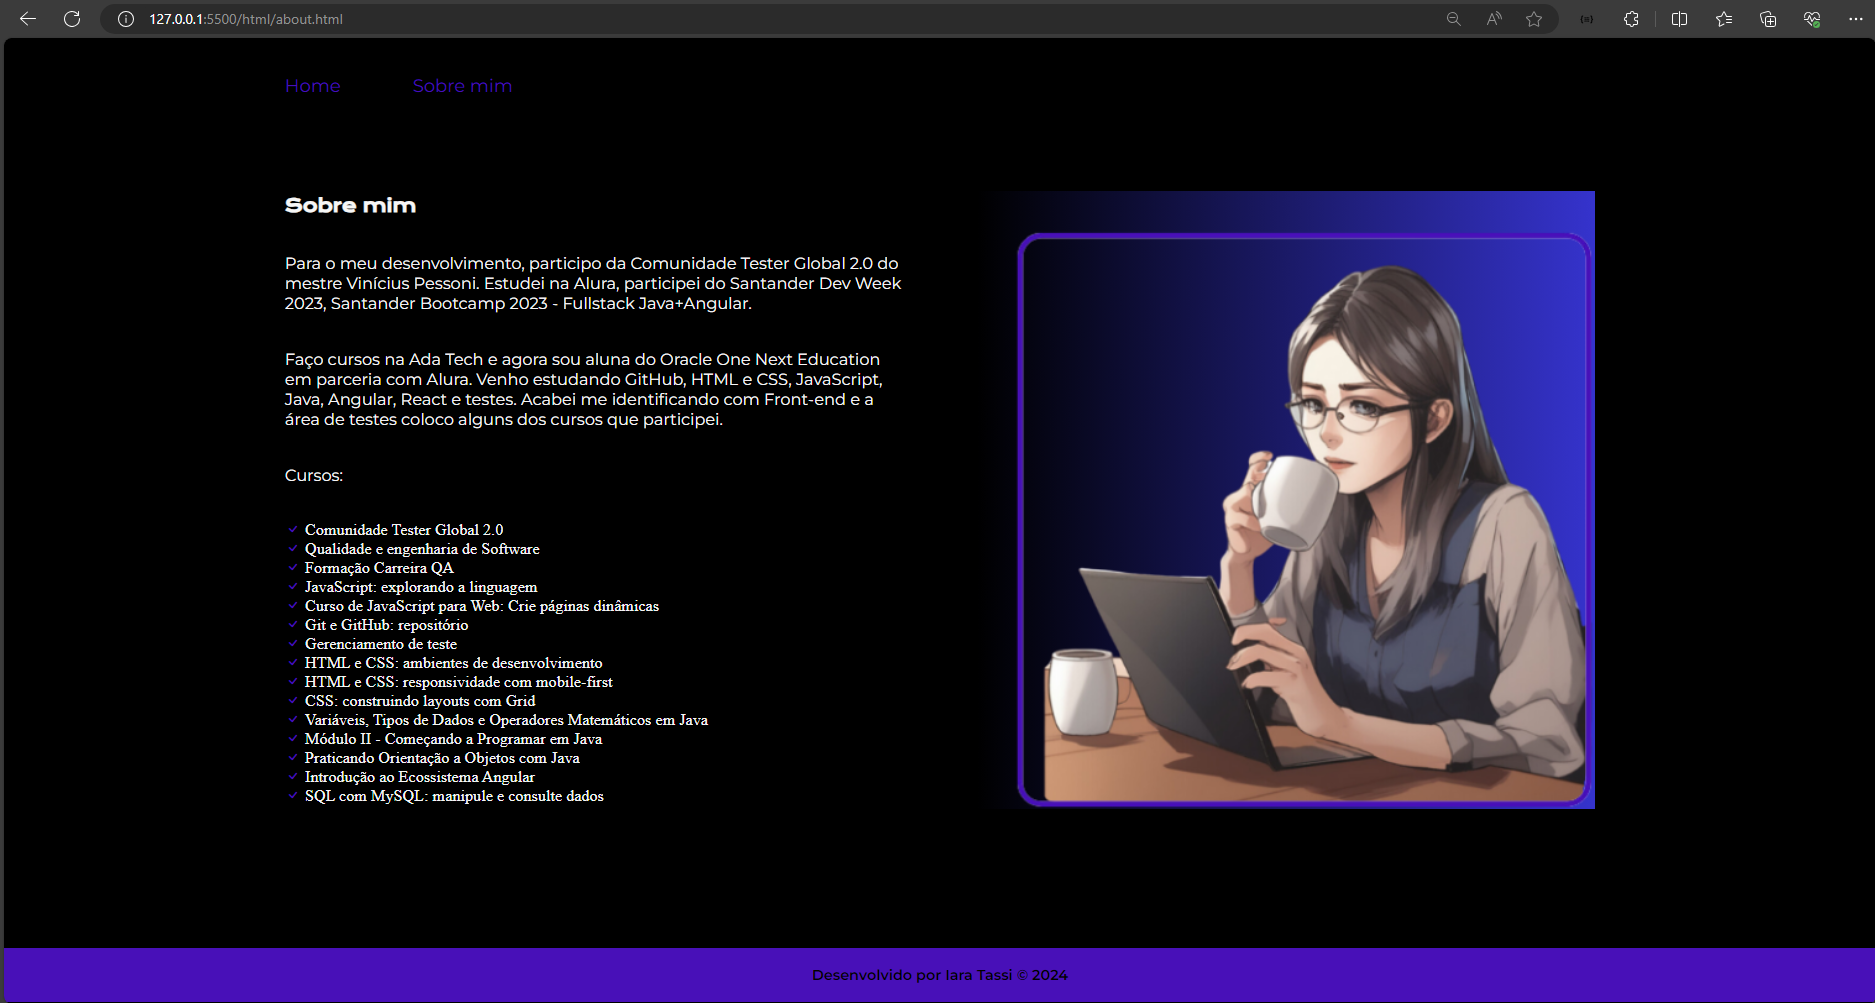 127.0.0.1:5500/html/about.html
Home
Sobre mim
Sobre mim
Para o meu desenvolvimento, participo da Comunidade Tester Global 2.0 do
mestre Vinícius Pessoni. Estudei na Alura, participei do Santander Dev Week
2023, Santander Bootcamp 2023 - Fullstack Java+Angular.
Faço cursos na Ada Tech e agora sou aluna do Oracle One Next Education
em parceria com Alura. Venho estudando GitHub, HTML e CSS, JavaScript,
Java, Angular, React e testes. Acabei me identificando com Front-end e a
área de testes coloco alguns dos cursos que participei.
Cursos:
Comunidade Tester Global 2.0
Qualidade e engenharia de Software
Formação Carreira QA
JavaScript: explorando a linguagem
Curso de JavaScript para Web: Crie páginas dinâmicas
Git e GitHub: repositório
Gerenciamento de teste
HTML e CSS: ambientes de desenvolvimento
HTML e CSS: responsividade com mobile-first
CSS: construindo layouts com Grid
Variáveis, Tipos de Dados e Operadores Matemáticos em Java
Módulo II - Começando a Programar em Java
Praticando Orientação a Objetos com Java
Introdução ao Ecossistema Angular
SQL com MySQL: manipule e consulte dados
Desenvolvido por Iara Tassi © 2024